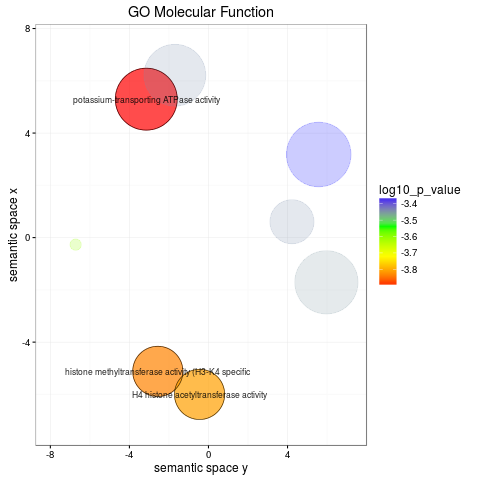 GO Molecular Function
8
potassium-transporting ATPase activity
4
semantic space x
0
-4
histone methyltransferase activity (H3-K4 specific
H4 histone acetyltransferase activity
-8
-4
0
4
semantic space y
log10_p_value
-3.4
-3.5
-3.6
-3.7
-3.8